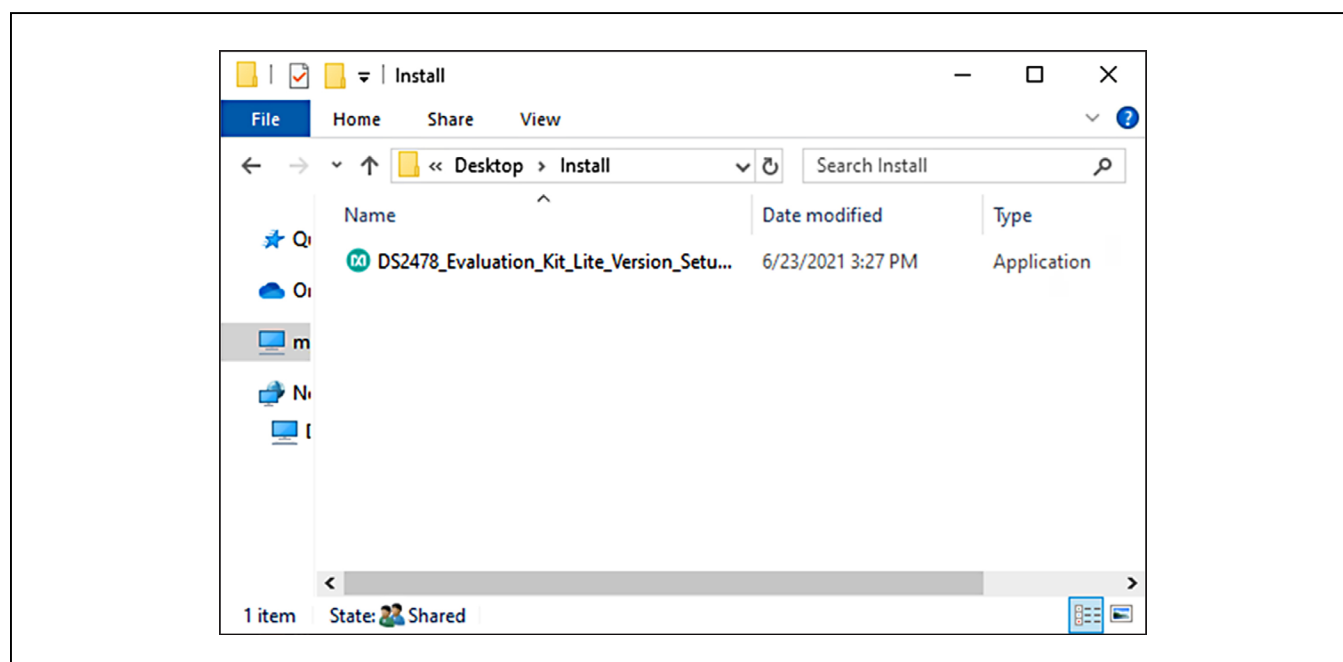 Install
File Home Share View
« Desktop > Install Search Install
Name Date modified Type
DS2478_Evaluation_Kit_Lite_Version_Setu... 6/23/2021 3:27 PM Application
1 item State: Shared